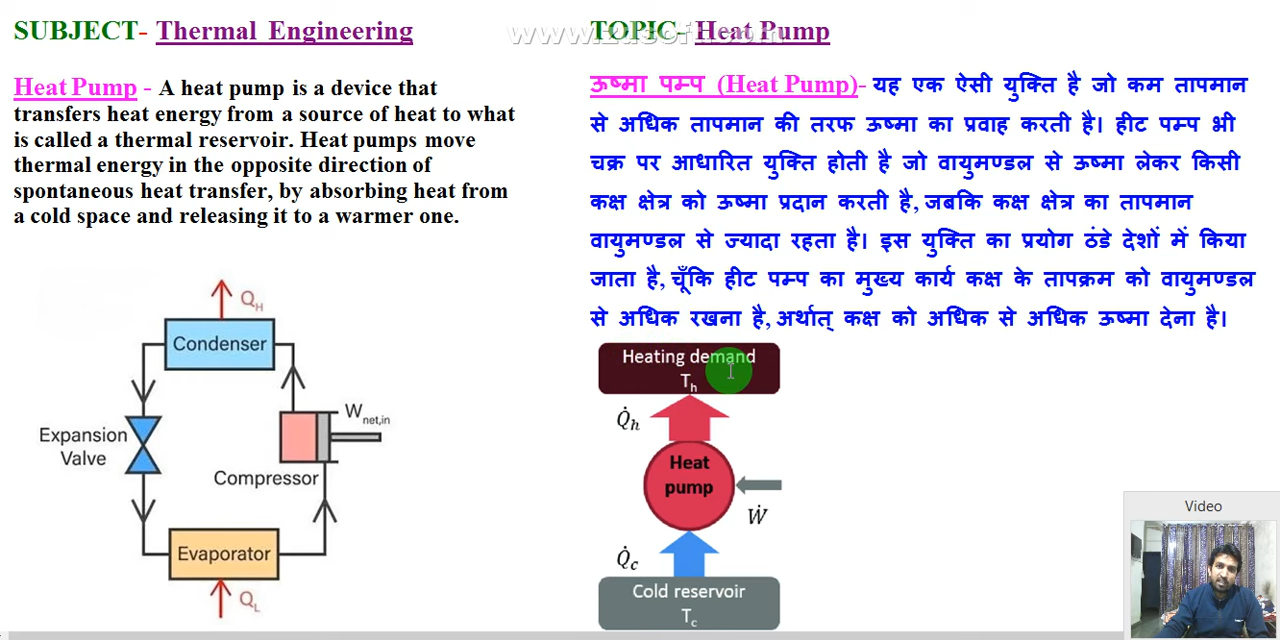 SUBJECT- Thermal Engineering
Heat Pump - A heat pump is a device that
transfers heat energy from a source of heat to what
is called a thermal reservoir. Heat pumps move
thermal energy in the opposite direction of
spontaneous heat transfer, by absorbing heat from
a cold space and releasing it to a warmer one.
QH
Condenser
Wnet,in
Expansion
Valve
Compressor
Evaporator
QL
www.zdsoft.com
TOPIC- Heat Pump
ऊष्मा पम्प (Heat Pump)- यह एक ऐसी युक्ति है जो कम तापमान
से अधिक तापमान की तरफ ऊष्मा का प्रवाह करती है। हीट पम्प भी
चक्र पर आधारित युक्ति होती है जो वायुमण्डल से ऊष्मा लेकर किसी
कक्ष क्षेत्र को ऊष्मा प्रदान करती है, जबकि कक्ष क्षेत्र का तापमान
वायुमण्डल से ज्यादा रहता है। इस युक्ति का प्रयोग ठंडे देशों में किया
जाता है, चूँकि हीट पम्प का मुख्य कार्य कक्ष के तापक्रम को वायुमण्डल
से अधिक रखना है, अर्थात् कक्ष को अधिक से अधिक ऊष्मा देना है।
Heating demand
Th
Q̇h
Heat
pump
Ẇ
Q̇c
Cold reservoir
Tc
Video